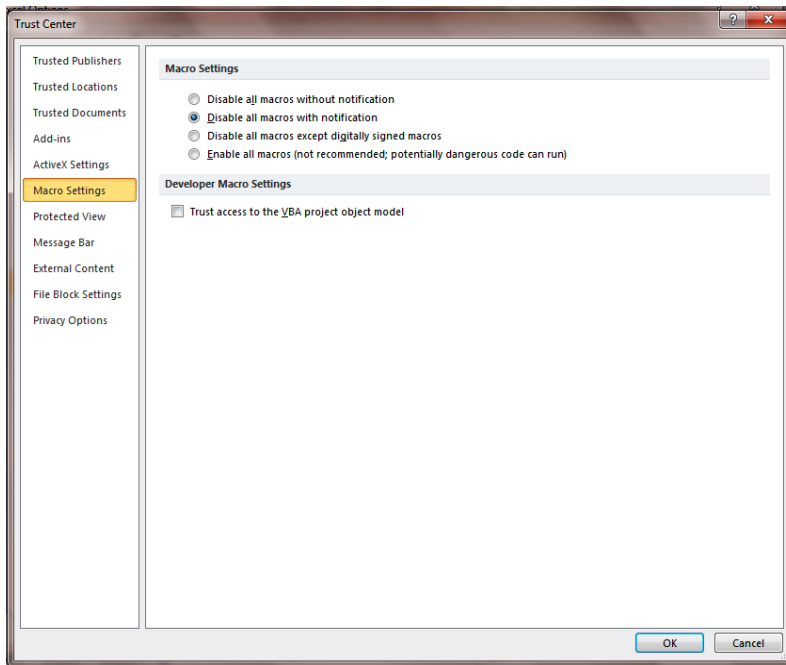 Excel Options
Trust Center
Trusted Publishers
Trusted Locations
Trusted Documents
Add-ins
ActiveX Settings
Macro Settings
Protected View
Message Bar
External Content
File Block Settings
Privacy Options
Macro Settings
Disable all macros without notification
Disable all macros with notification
Disable all macros except digitally signed macros
Enable all macros (not recommended; potentially dangerous code can run)
Developer Macro Settings
Trust access to the VBA project object model
OK
Cancel